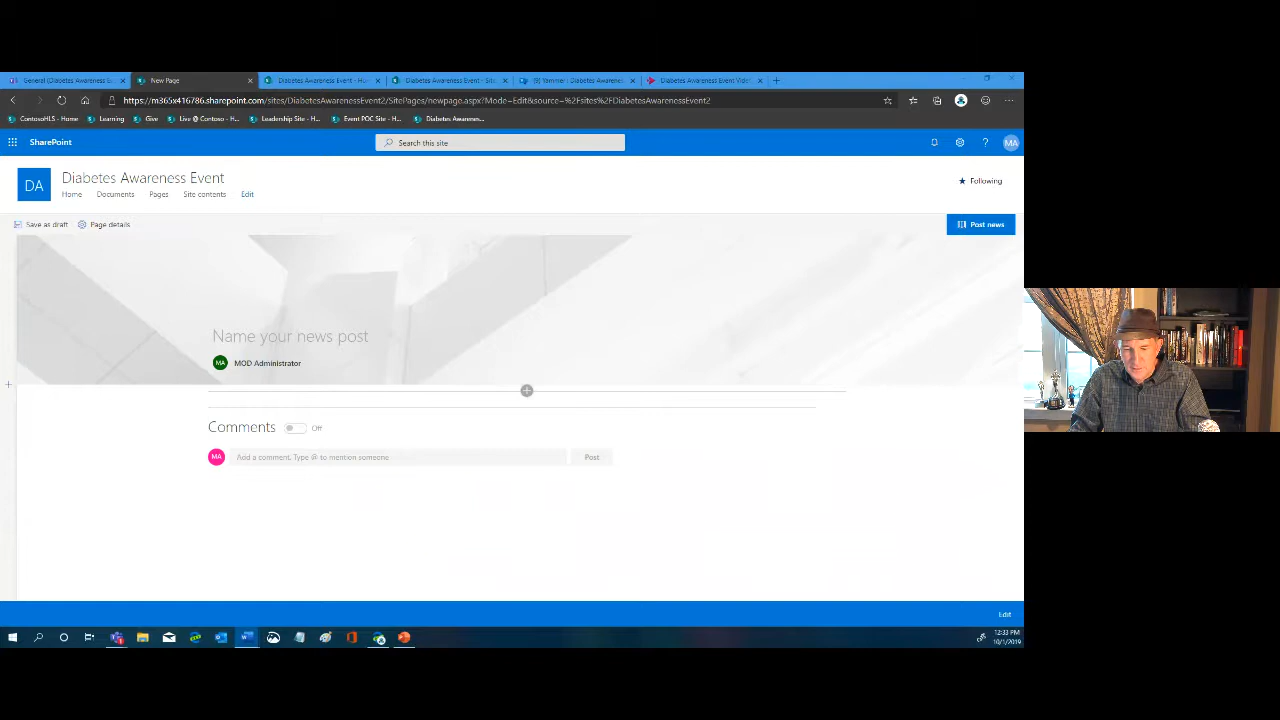 General (Diabetes Awareness E
New Page
Diabetes Awareness Event - Ho
Diabetes Awareness Event - Site
Yammer : Diabetes Awarenes
Diabetes Awareness Event Video
https://m365x416786.sharepoint.com/sites/DiabetesAwarenessEvent2/SitePages/newpage.aspx?Mode=Edit&source=%2Fsites%2FDiabetesAwarenessEvent2
ContosoHLS - Home
Learning
Give
Live @ Contoso - H...
Leadership Site - H...
Event POC Site - H...
Diabetes Awarenes...
SharePoint
Search this site
MA
DA
Diabetes Awareness Event
Home Documents Pages Site contents Edit
Following
Save as draft
Page details
Post news
Name your news post
MA MOD Administrator
Comments Off
MA Add a comment. Type @ to mention someone
Post
Edit
12:33 PM
10/1/2019